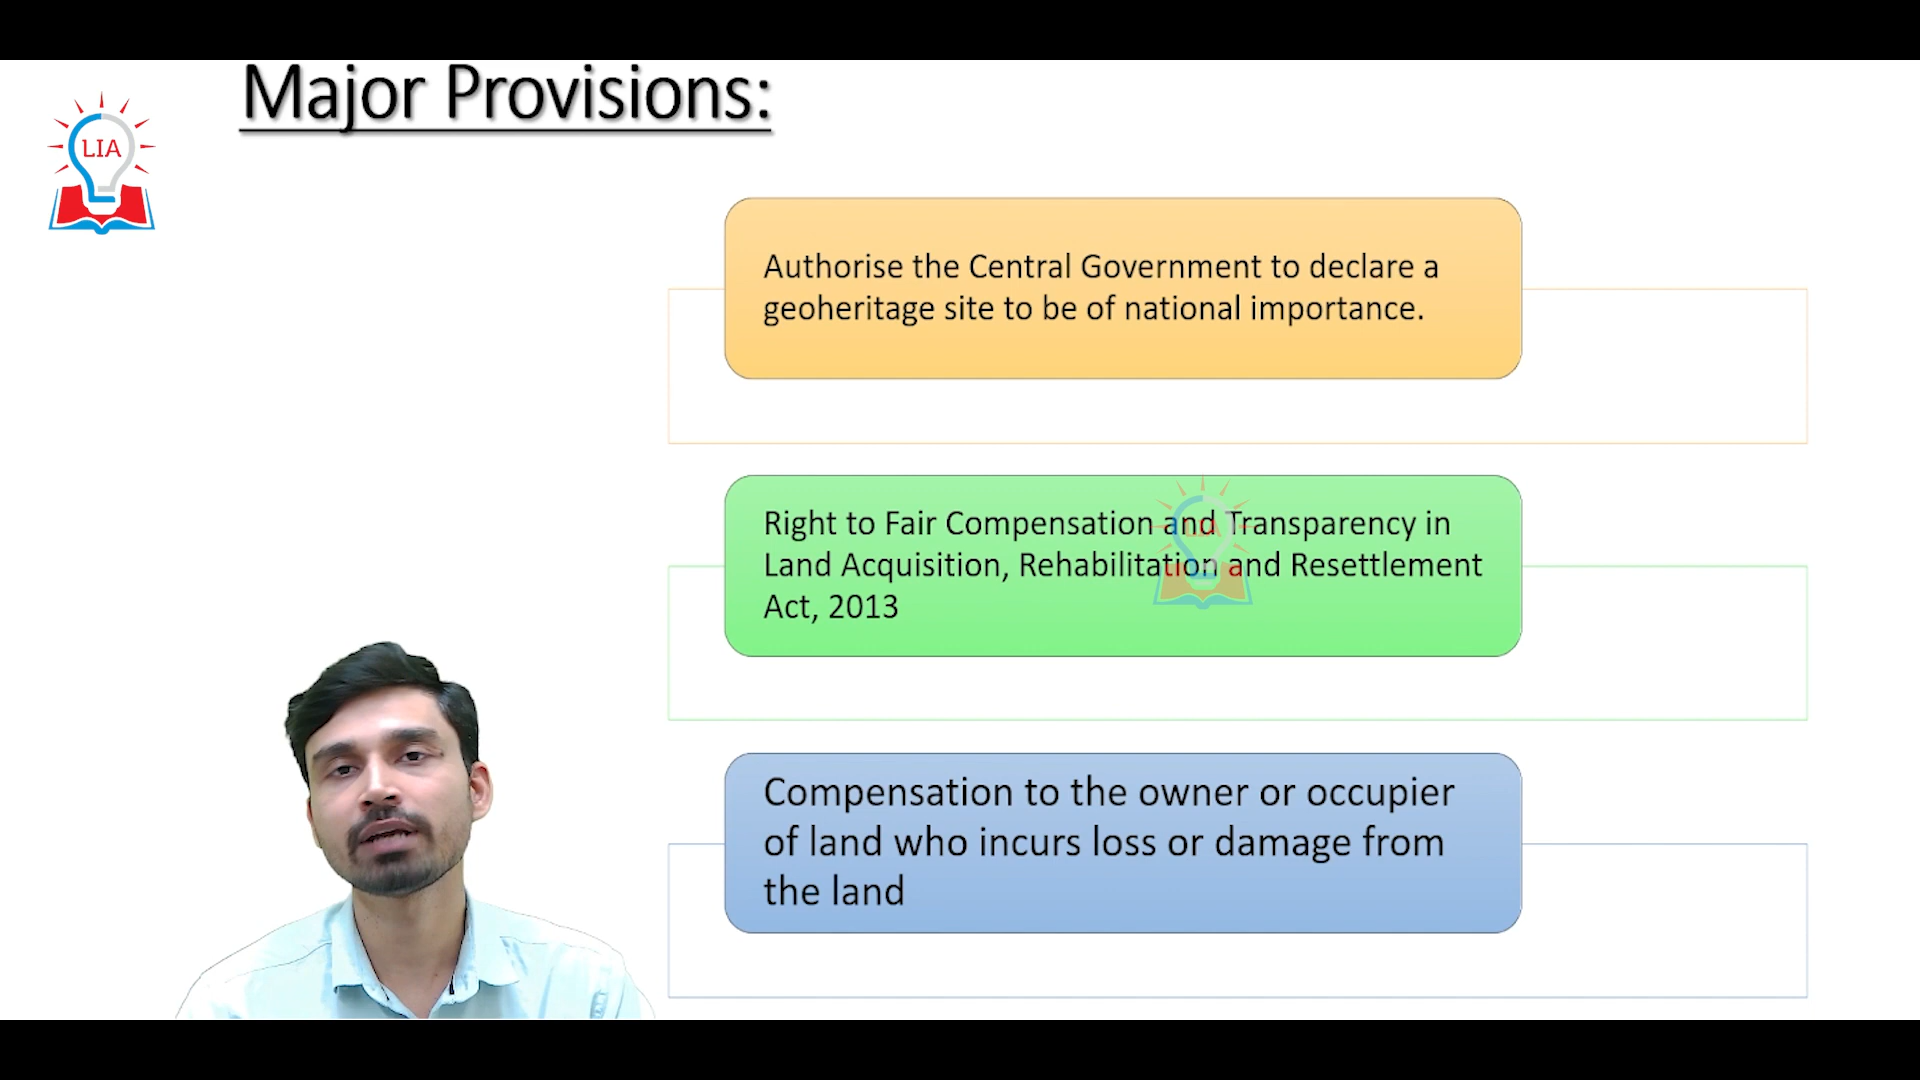 Major Provisions:
LIA
Authorise the Central Government to declare a
geoheritage site to be of national importance.
Right to Fair Compensation and Transparency in
Land Acquisition, Rehabilitation and Resettlement
Act, 2013
LIA
Compensation to the owner or occupier
of land who incurs loss or damage from
the land